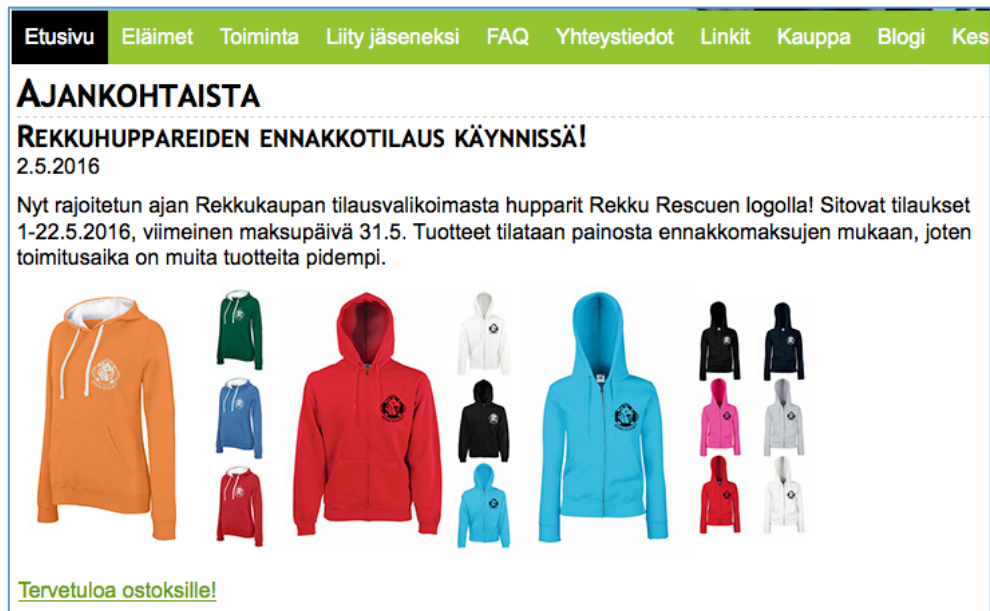 Etusivu Eläimet Toiminta Liity jäseneksi FAQ Yhteystiedot Linkit Kauppa Blogi Kes
AJANKOHTAISTA
REKKUHUPPAREIDEN ENNAKKOTILAUS KÄYNNISSÄ!
2.5.2016
Nyt rajoitetun ajan Rekkukaupan tilausvalikoimasta hupparit Rekku Rescuen logolla! Sitovat tilaukset
1-22.5.2016, viimeinen maksupäivä 31.5. Tuotteet tilataan painosta ennakkomaksujen mukaan, joten
toimitusaika on muita tuotteita pidempi.
Tervetuloa ostoksille!